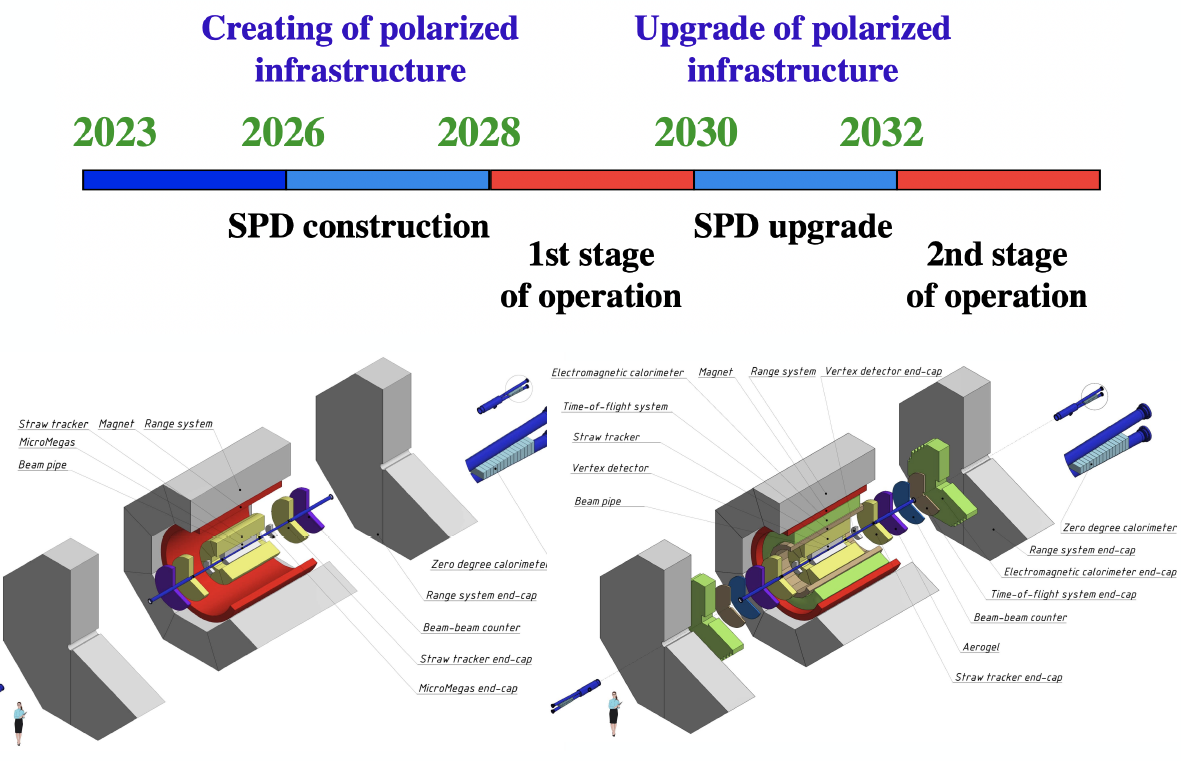 Creating of polarized
infrastructure
Upgrade of polarized
infrastructure
2023 2026 2028 2030 2032
SPD construction
1st stage
of operation
SPD upgrade
2nd stage
of operation
Straw tracker Magnet Range system
MicroMegas
Beam pipe
Zero degree calorimeter
Range system end-cap
Beam-beam counter
Straw tracker end-cap
MicroMegas end-cap
Electromagnetic calorimeter Magnet Range system Vertex detector end-cap
Time-of-flight system
Straw tracker
Vertex detector
Beam pipe
Zero degree calorimeter
Range system end-cap
Electromagnetic calorimeter end-cap
Time-of-flight system end-cap
Beam-beam counter
Aerogel
Straw tracker end-cap